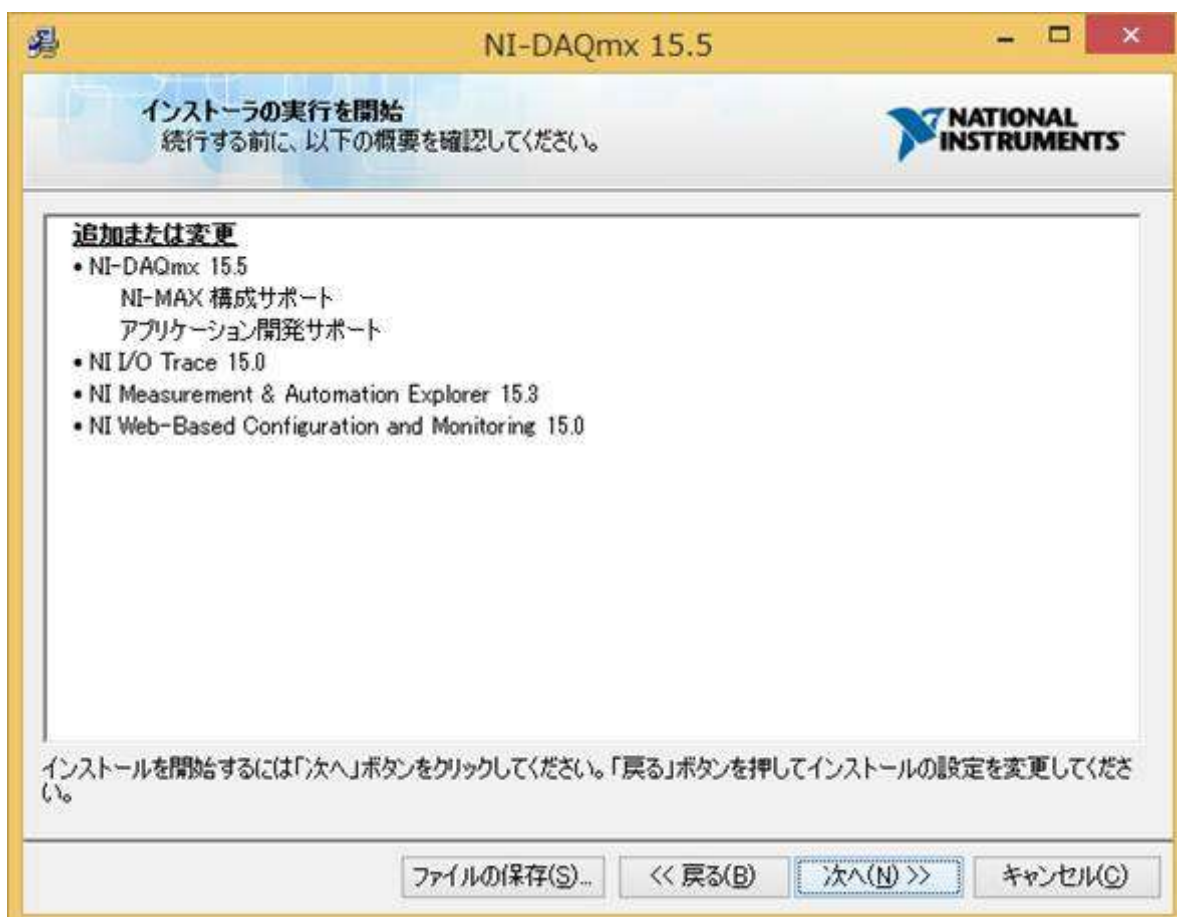 NI-DAQmx 15.5
インストーラの実行を開始
続行する前に、以下の概要を確認してください。
NATIONAL
INSTRUMENTS™
追加または変更
• NI-DAQmx 15.5
NI-MAX 構成サポート
アプリケーション開発サポート
• NI I/O Trace 15.0
• NI Measurement & Automation Explorer 15.3
• NI Web-Based Configuration and Monitoring 15.0
インストールを開始するには「次へ」ボタンをクリックしてください。「戻る」ボタンを押してインストールの設定を変更してくださ
い。
ファイルの保存(S)...
<< 戻る(B)
次へ(N) >>
キャンセル(C)